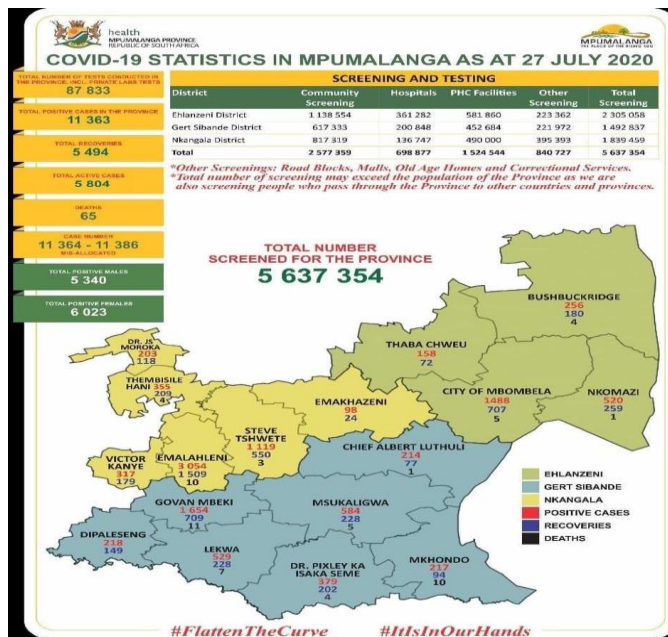 health
MPUMALANGA PROVINCE
REPUBLIC OF SOUTH AFRICA
MPUMALANGA
THE PLACE OF THE RISING SUN
COVID-19 STATISTICS IN MPUMALANGA AS AT 27 JULY 2020
TOTAL NUMBER OF TESTS CONDUCTED IN
THE PROVINCE, INCL. PRIVATE LABS TESTS
87 833
TOTAL POSITIVE CASES IN THE PROVINCE
11 363
TOTAL RECOVERIES
5 494
TOTAL ACTIVE CASES
5 804
DEATHS
65
CASE NUMBER
11 364 - 11 386
MIS-ALLOCATED
TOTAL POSITIVE MALES
5 340
TOTAL POSITIVE FEMALES
6 023
SCREENING AND TESTING
District Community Screening Hospitals PHC Facilities Other Screening Total Screening
Ehlanzeni District 1 138 554 361 282 581 860 223 362 2 305 058
Gert Sibande District 617 333 200 848 452 684 221 972 1 492 837
Nkangala District 817 319 136 747 490 000 395 393 1 839 459
Total 2 577 359 698 877 1 524 544 840 727 5 637 354
*Other Screenings: Road Blocks, Malls, Old Age Homes and Correctional Services.
*Total number of screening may exceed the population of the Province as we are
also screening people who pass through the Province to other countries and provinces.
TOTAL NUMBER
SCREENED FOR THE PROVINCE
5 637 354
BUSHBUCKRIDGE
256
180
4
THABA CHWEU
158
72
DR. JS
MOROKA
203
118
THEMBISILE
HANI 355
209
4
EMAKHAZENI
98
24
CITY OF MBOMBELA
1488
707
5
NKOMAZI
520
259
1
STEVE
TSHWETE
1 119
550
3
CHIEF ALBERT LUTHULI
214
77
1
VICTOR
KANYE
317
179
EMALAHLENI
3 054
1 509
10
GOVAN MBEKI
1 654
709
11
MSUKALIGWA
584
228
5
DIPALESENG
218
149
LEKWA
529
228
7
DR. PIXLEY KA
ISAKA SEME
379
202
4
MKHONDO
217
94
10
EHLANZENI
GERT SIBANDE
NKANGALA
POSITIVE CASES
RECOVERIES
DEATHS
#FlattenTheCurve #ItIsInOurHands